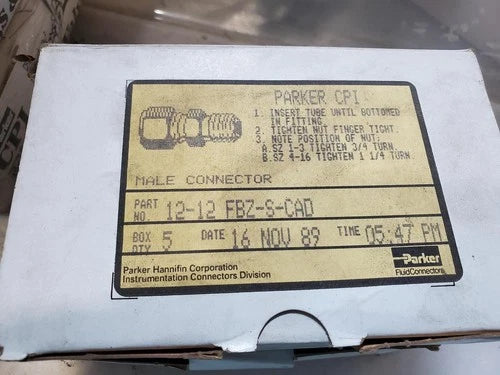 PARKER CPI
1. INSERT TUBE UNTIL BOTTOMED
IN FITTING.
2. TIGHTEN NUT FINGER TIGHT.
3. NOTE POSITION OF NUT.
A.SZ 1-3 TIGHTEN 3/4 TURN.
B.SZ 4-16 TIGHTEN 1 1/4 TURN.
MALE CONNECTOR
PART NO. 12-12 FBZ-S-CAD
BOX QTY 5 DATE 16 NOV 89 TIME 05:47 PM
Parker Hannifin Corporation
Instrumentation Connectors Division
Parker
FluidConnectors
Parker
CPI